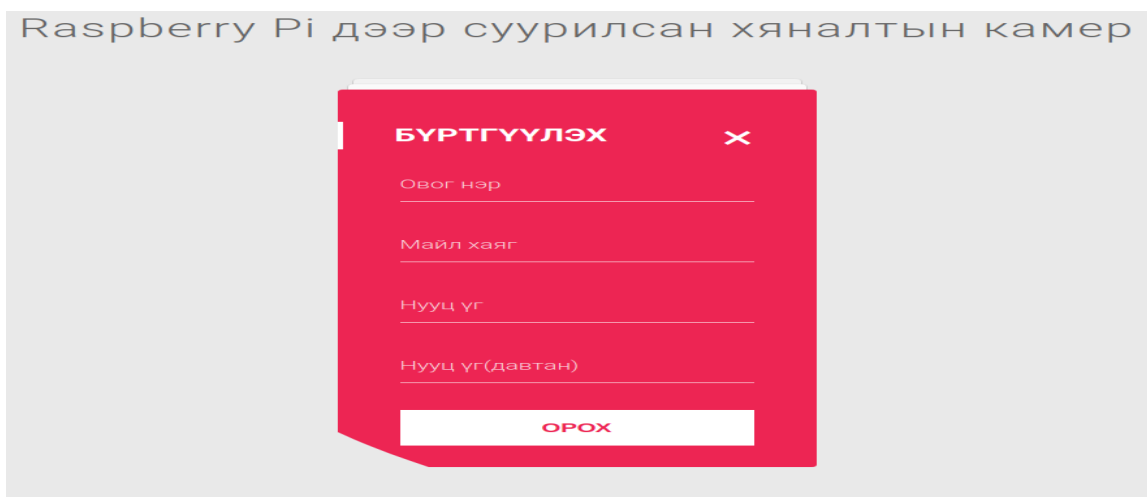 Raspberry Pi дээр суурилсан хяналтын камер
БҮРТГҮҮЛЭХ
Овог нэр
Майл хаяг
Нууц үг
Нууц үг(давтан)
ОРОХ